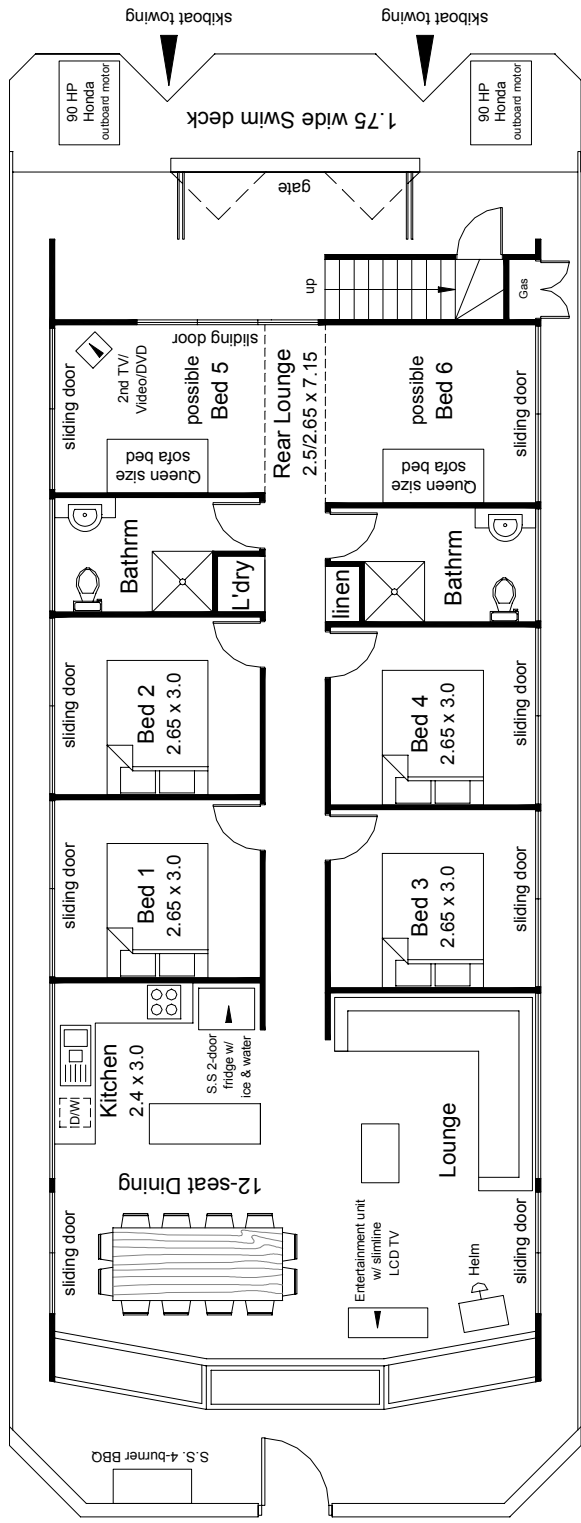 skiboat towing
skiboat towing
90 HP
Honda
outboard motor
1.75 wide Swim deck
90 HP
Honda
outboard motor
gate
up
Gas
sliding door
2nd TV/
Video/DVD
sliding door
possible
Bed 5
Queen size
sofa bed
Rear Lounge
2.5/2.65 x 7.15
possible
Bed 6
Queen size
sofa bed
sliding door
Bathrm
L'dry
linen
Bathrm
sliding door
Bed 2
2.65 x 3.0
Bed 4
2.65 x 3.0
sliding door
sliding door
Bed 1
2.65 x 3.0
Bed 3
2.65 x 3.0
sliding door
D/W
Kitchen
2.4 x 3.0
S.S 2-door
fridge w/
ice & water
Lounge
12-seat Dining
sliding door
Entertainment unit
w/ slimline
LCD TV
Helm
sliding door
S.S. 4-burner BBQ